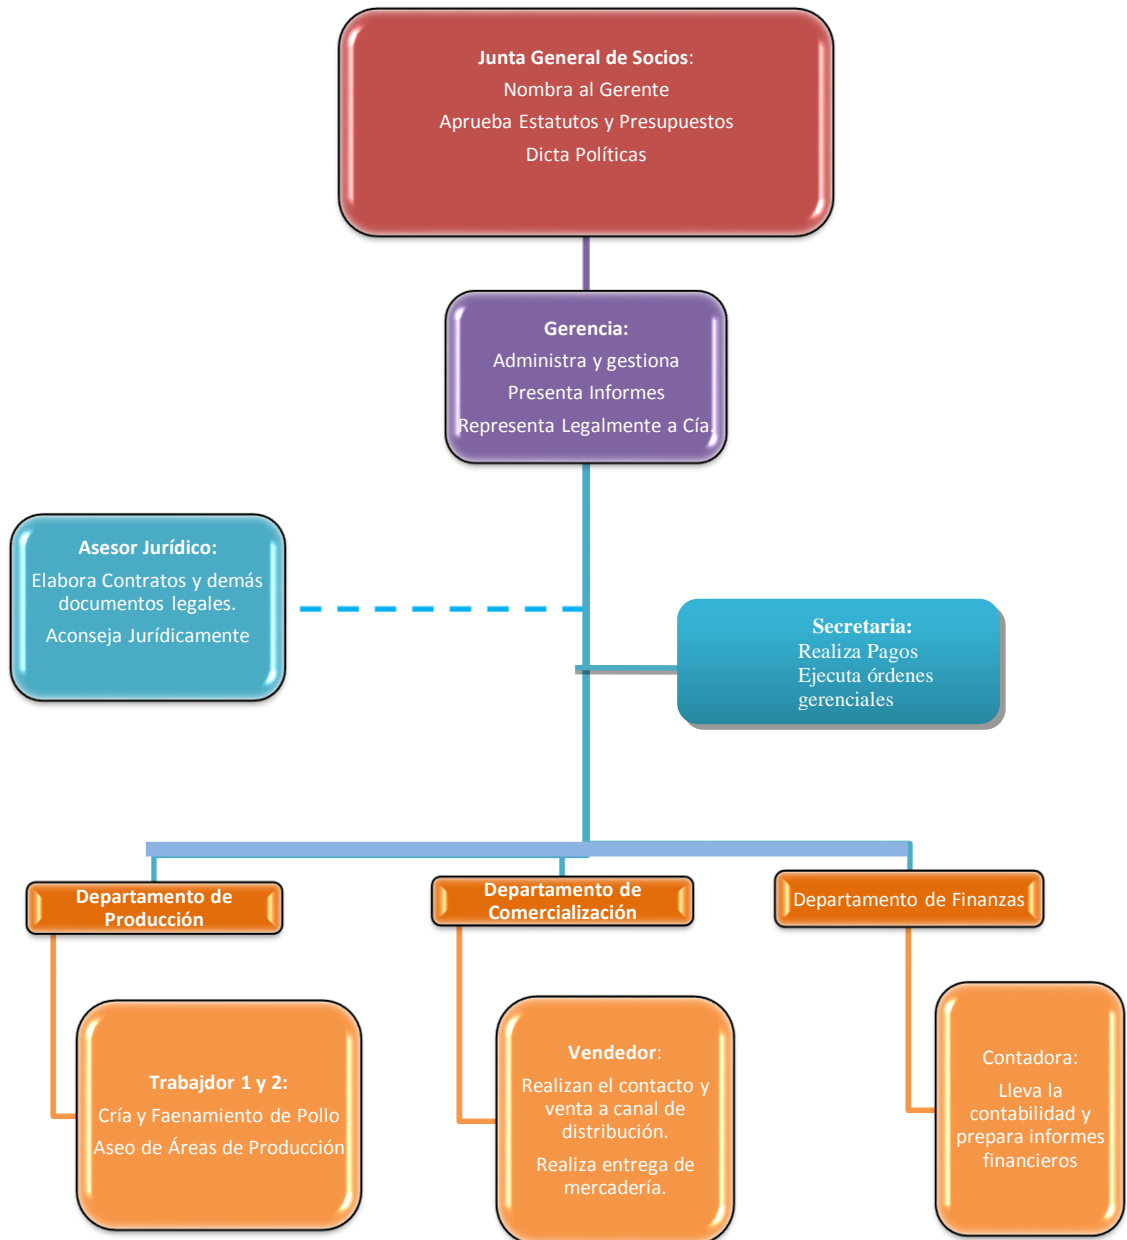 Junta General de Socios:
Nombra al Gerente
Aprueba Estatutos y Presupuestos
Dicta Políticas
Gerencia:
Administra y gestiona
Presenta Informes
Representa Legalmente a Cía.
Asesor Jurídico:
Elabora Contratos y demás
documentos legales.
Aconseja Jurídicamente
Secretaria:
Realiza Pagos
Ejecuta órdenes
gerenciales
Departamento de
Producción
Departamento de
Comercialización
Departamento de Finanzas
Trabajdor 1 y 2:
Cría y Faenamiento de Pollo
Aseo de Áreas de Producción
Vendedor:
Realizan el contacto y
venta a canal de
distribución.
Realiza entrega de
mercadería.
Contadora:
Lleva la
contabilidad y
prepara informes
financieros